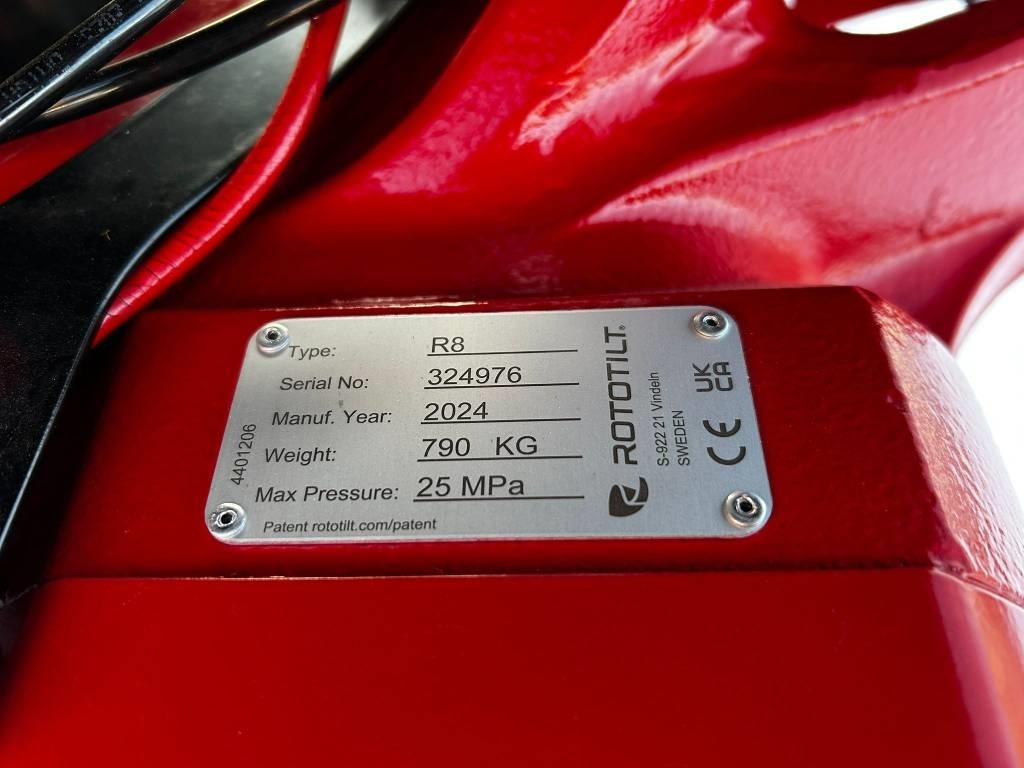 Type: R8
Serial No: 324976
Manuf. Year: 2024
Weight: 790 KG
Max Pressure: 25 MPa
Patent rototilt.com/patent
4401206
ROTOTILT®
S-922 21 Vindeln
SWEDEN
CE
UK
CA